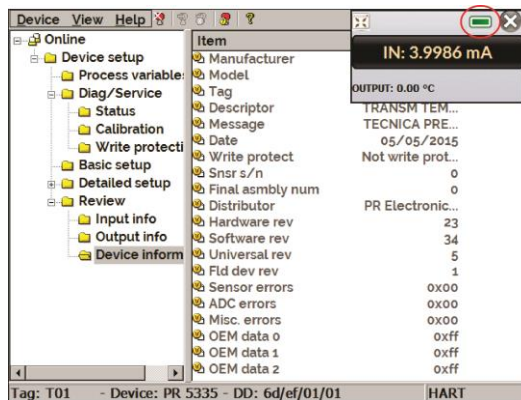 Device View Help
Online
Device setup
Process variable
Diag/Service
Status
Calibration
Write protecti
Basic setup
Detailed setup
Review
Input info
Output info
Device inform
Item
Manufacturer
Model
Tag
Descriptor TRANSM TEM...
Message TECNICA PRE...
Date 05/05/2015
Write protect Not write prot...
Snsr s/n 0
Final asmbly num 0
Distributor PR Electronic...
Hardware rev 23
Software rev 34
Universal rev 5
Fld dev rev 1
Sensor errors 0x00
ADC errors 0x00
Misc. errors 0x00
OEM data 0 0xff
OEM data 1 0xff
OEM data 2 0xff
IN: 3.9986 mA
OUTPUT: 0.00 °C
Tag: T01 - Device: PR 5335 - DD: 6d/ef/01/01 HART